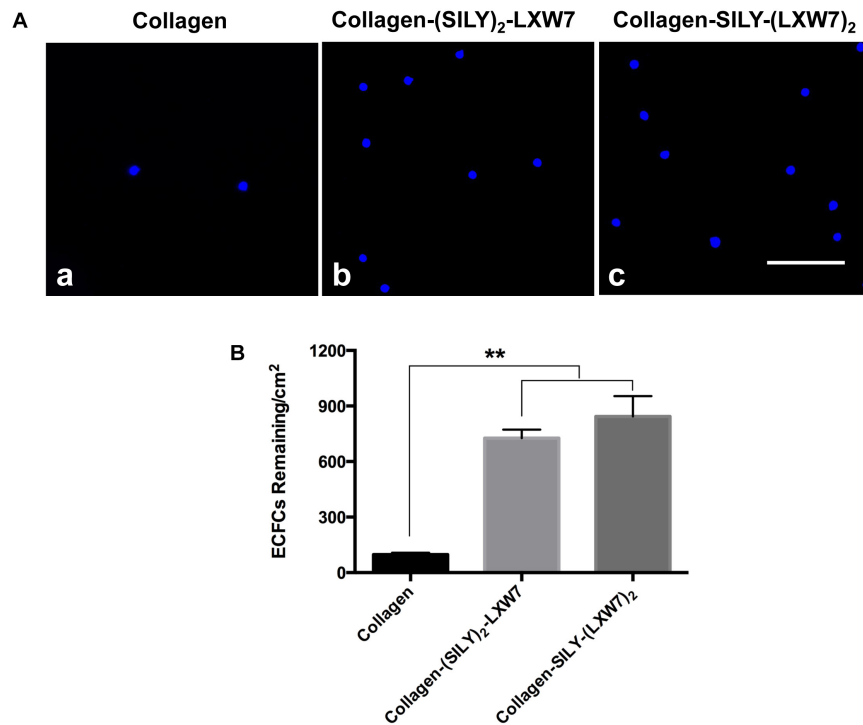 A
Collagen
Collagen-(SILY)₂-LXW7
Collagen-SILY-(LXW7)₂
a
b
c
B
ECFCs Remaining/cm²
1200
900
600
300
0
**
Collagen
Collagen-(SILY)₂-LXW7
Collagen-SILY-(LXW7)₂